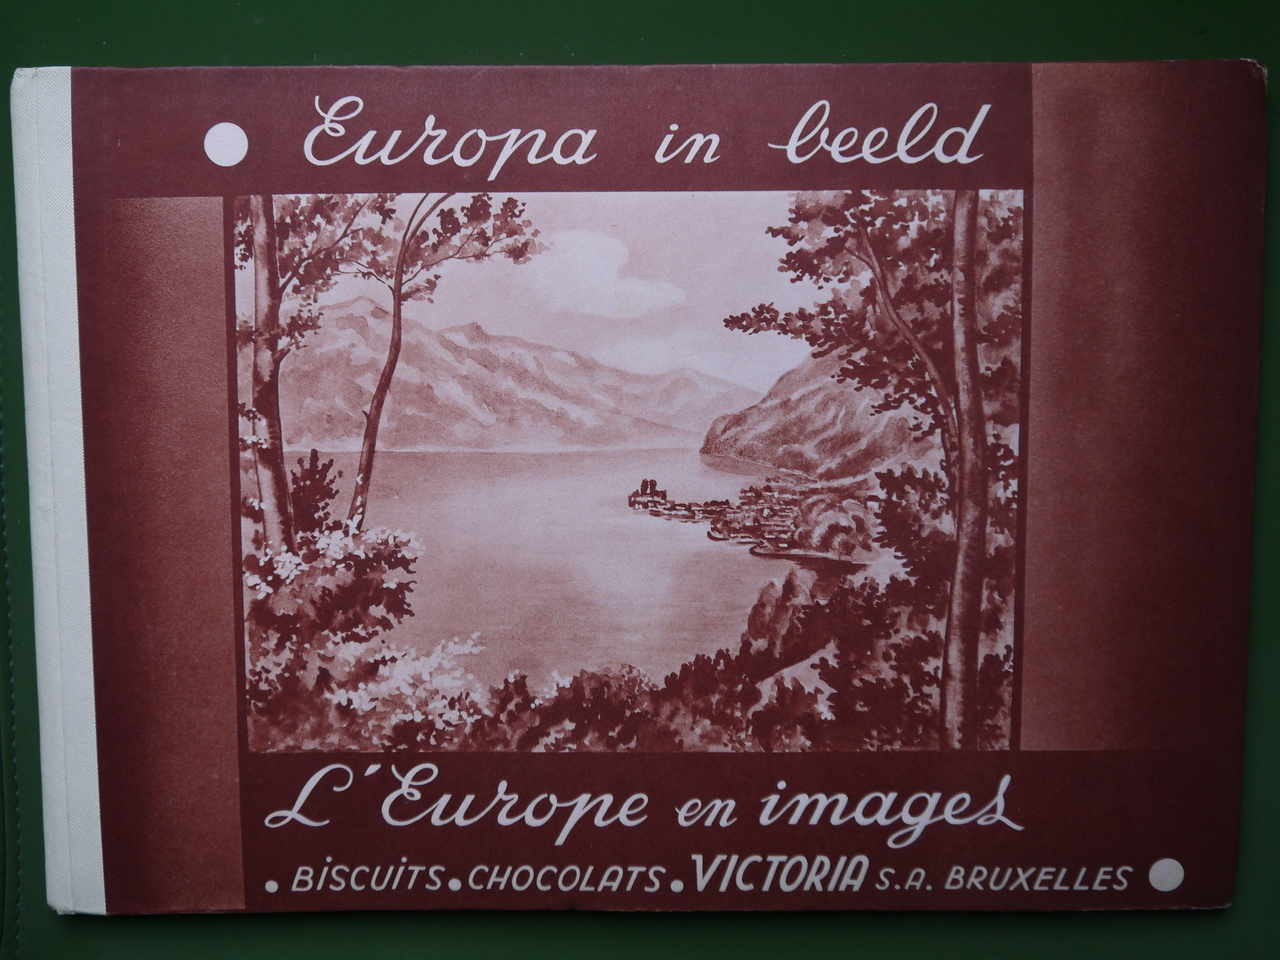 Europa in beeld
L'Europe en images
• BiSCUiTS • CHOCOLATS • VICTORIA S.A. BRUXELLES